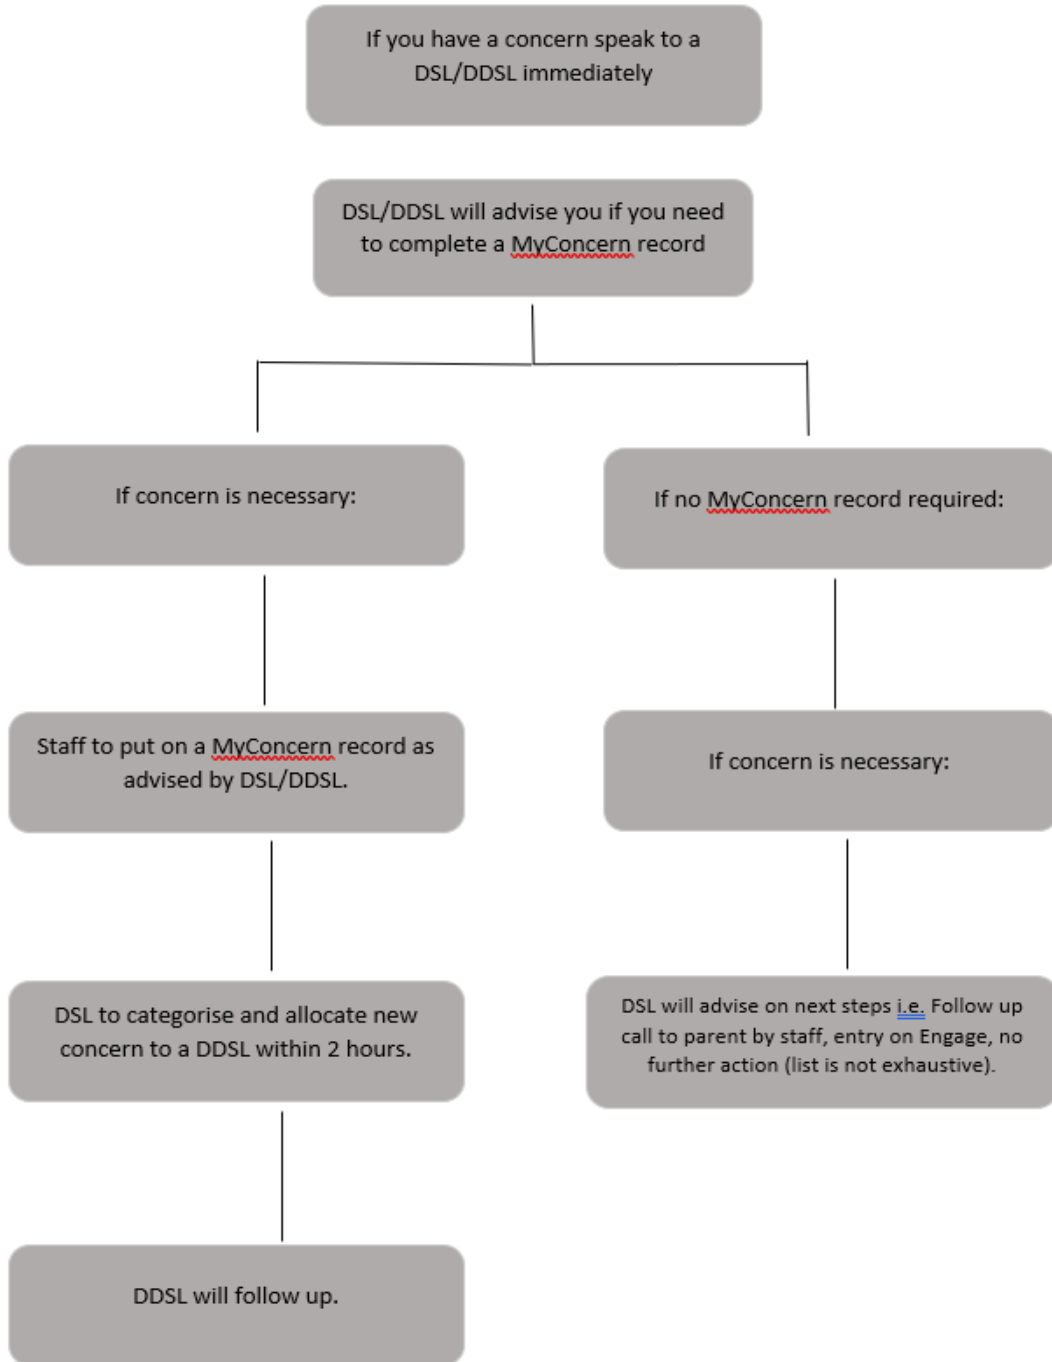 If you have a concern speak to a
DSL/DDSL immediately
DSL/DDSL will advise you if you need
to complete a MyConcern record
If concern is necessary:
If no MyConcern record required:
Staff to put on a MyConcern record as
advised by DSL/DDSL.
If concern is necessary:
DSL to categorise and allocate new
concern to a DDSL within 2 hours.
DSL will advise on next steps i.e. Follow up
call to parent by staff, entry on Engage, no
further action (list is not exhaustive).
DDSL will follow up.